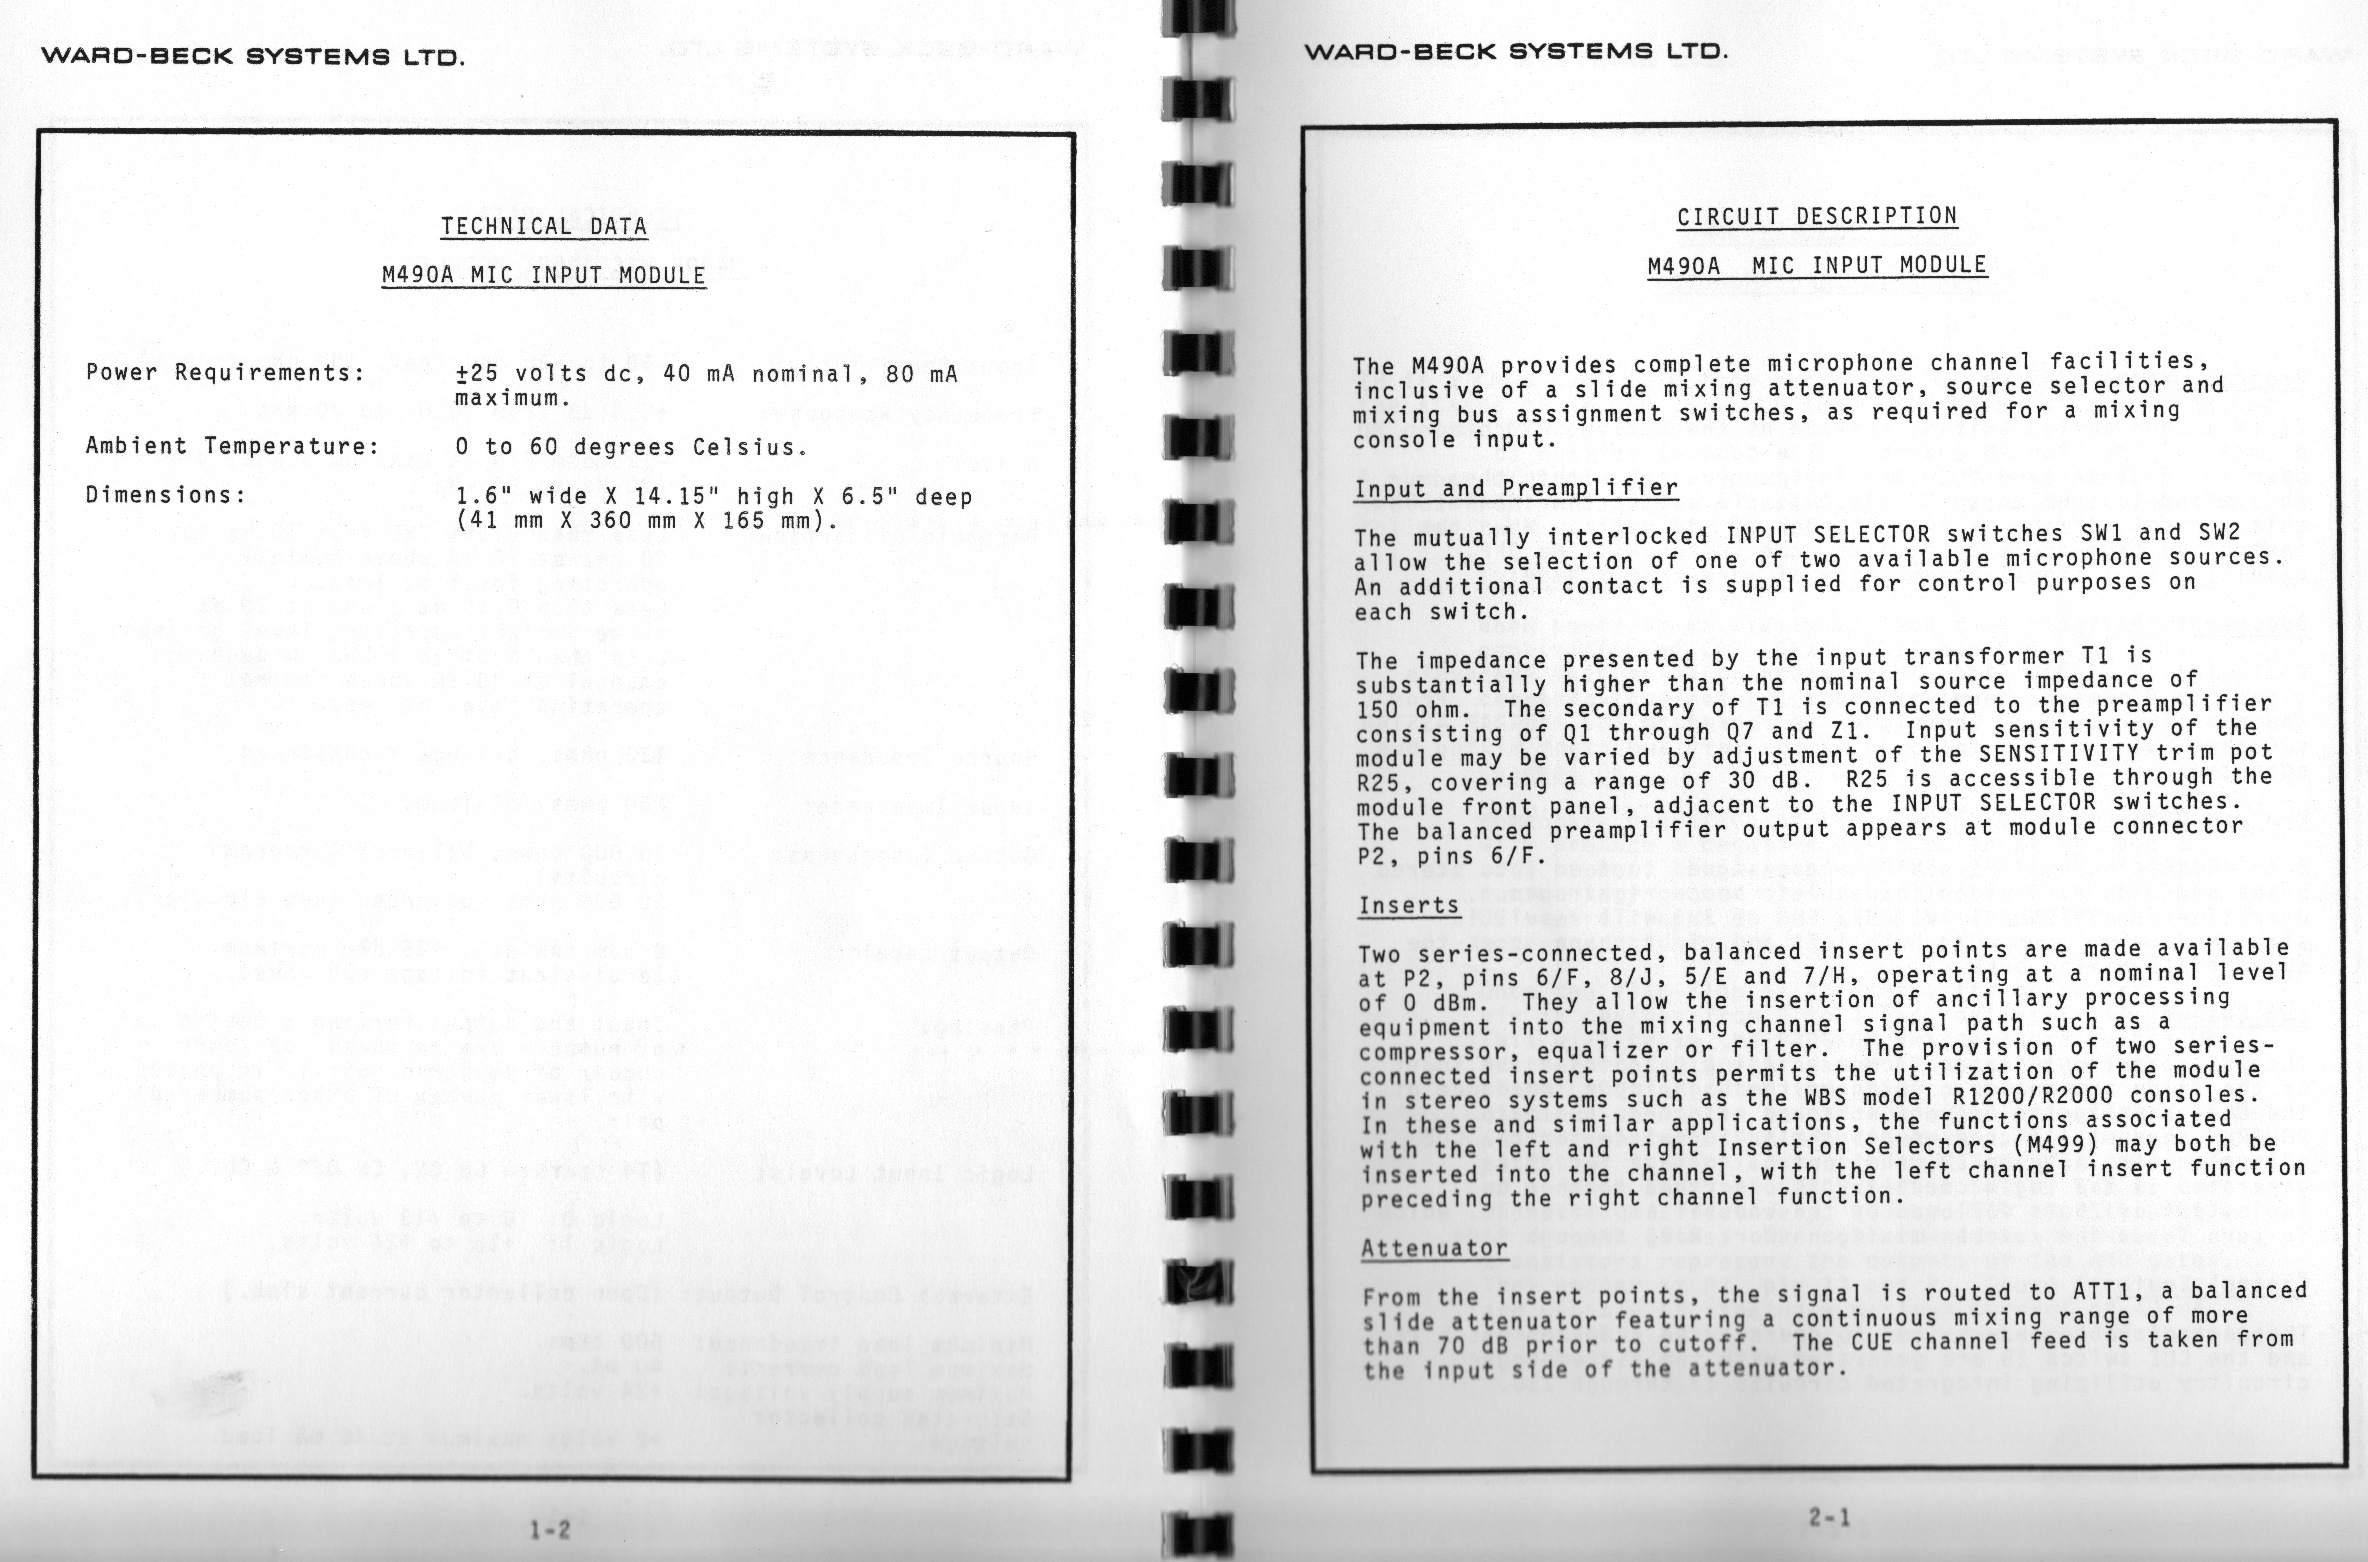 WARD-BECK SYSTEMS LTD.
TECHNICAL DATA
M490A MIC INPUT MODULE
Power Requirements: ±25 volts dc, 40 mA nominal, 80 mA
maximum.
Ambient Temperature: 0 to 60 degrees Celsius.
Dimensions: 1.6" wide X 14.15" high X 6.5" deep
(41 mm X 360 mm X 165 mm).
1-2
WARD-BECK SYSTEMS LTD.
CIRCUIT DESCRIPTION
M490A MIC INPUT MODULE
The M490A provides complete microphone channel facilities,
inclusive of a slide mixing attenuator, source selector and
mixing bus assignment switches, as required for a mixing
console input.
Input and Preamplifier
The mutually interlocked INPUT SELECTOR switches SW1 and SW2
allow the selection of one of two available microphone sources.
An additional contact is supplied for control purposes on
each switch.
The impedance presented by the input transformer T1 is
substantially higher than the nominal source impedance of
150 ohm. The secondary of T1 is connected to the preamplifier
consisting of Q1 through Q7 and Z1. Input sensitivity of the
module may be varied by adjustment of the SENSITIVITY trim pot
R25, covering a range of 30 dB. R25 is accessible through the
module front panel, adjacent to the INPUT SELECTOR switches.
The balanced preamplifier output appears at module connector
P2, pins 6/F.
Inserts
Two series-connected, balanced insert points are made available
at P2, pins 6/F, 8/J, 5/E and 7/H, operating at a nominal level
of 0 dBm. They allow the insertion of ancillary processing
equipment into the mixing channel signal path such as a
compressor, equalizer or filter. The provision of two series-
connected insert points permits the utilization of the module
in stereo systems such as the WBS model R1200/R2000 consoles.
In these and similar applications, the functions associated
with the left and right Insertion Selectors (M499) may both be
inserted into the channel, with the left channel insert function
preceding the right channel function.
Attenuator
From the insert points, the signal is routed to ATT1, a balanced
slide attenuator featuring a continuous mixing range of more
than 70 dB prior to cutoff. The CUE channel feed is taken from
the input side of the attenuator.
2-1